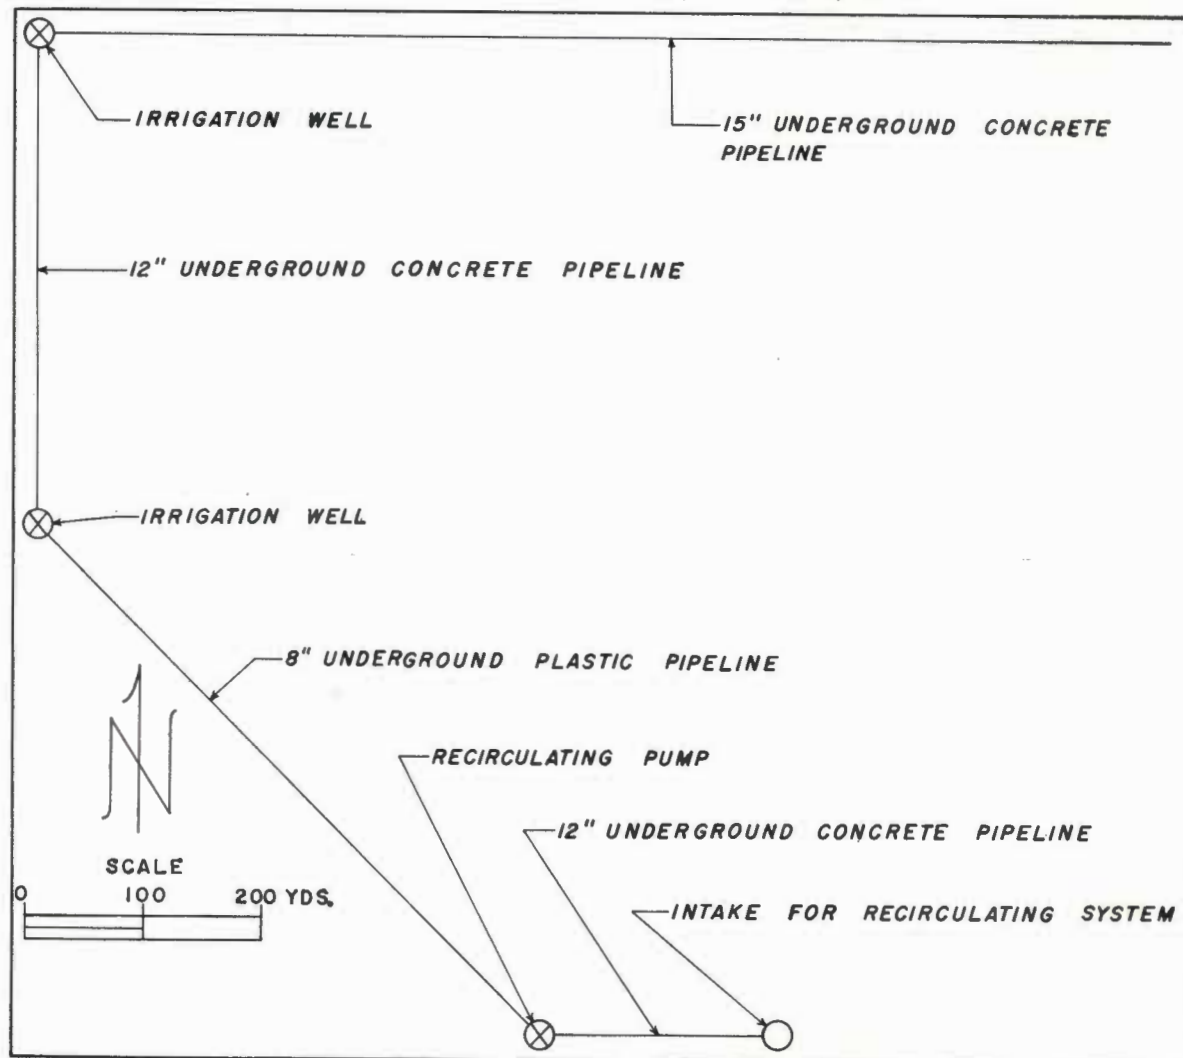 IRRIGATION WELL
15" UNDERGROUND CONCRETE
PIPELINE
12" UNDERGROUND CONCRETE PIPELINE
IRRIGATION WELL
8" UNDERGROUND PLASTIC PIPELINE
RECIRCULATING PUMP
12" UNDERGROUND CONCRETE PIPELINE
N
SCALE
0 100 200 YDS.
INTAKE FOR RECIRCULATING SYSTEM